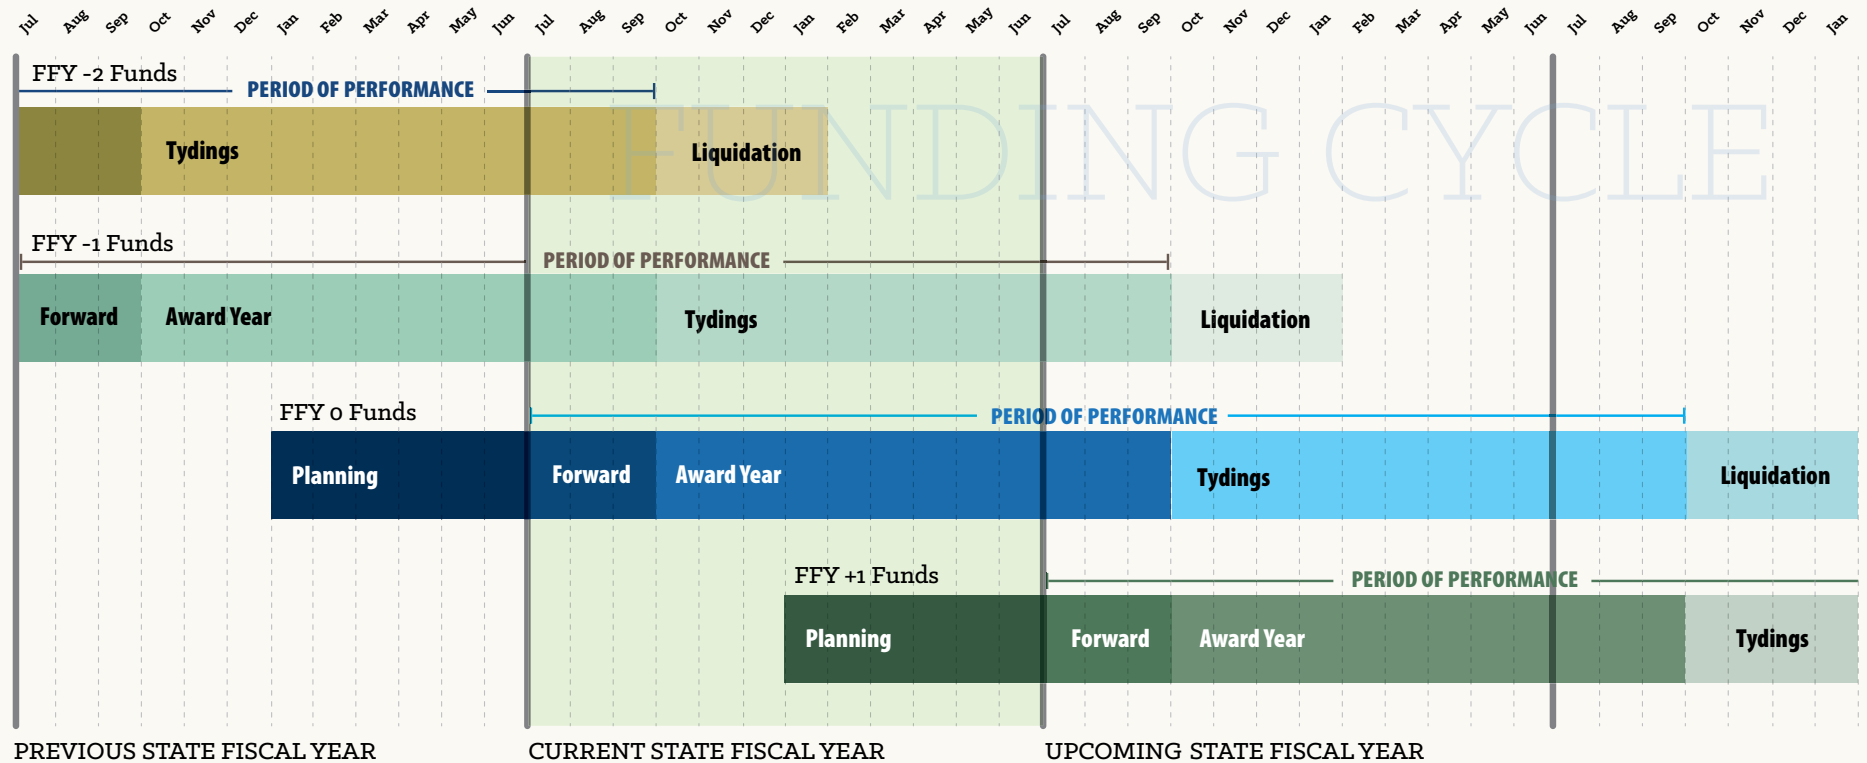 Jul Aug Sep Oct Nov Dec Jan Feb Mar Apr May Jun Jul Aug Sep Oct Nov Dec Jan Feb Mar Apr May Jun Jul Aug Sep Oct Nov Dec Jan Feb Mar Apr May Jun Jul Aug Sep Oct Nov Dec Jan
FFY -2 Funds
PERIOD OF PERFORMANCE
FUNDING CYCLE
Tydings Liquidation
FFY -1 Funds
PERIOD OF PERFORMANCE
Forward Award Year Tydings Liquidation
FFY 0 Funds
PERIOD OF PERFORMANCE
Planning Forward Award Year Tydings Liquidation
FFY +1 Funds
PERIOD OF PERFORMANCE
Planning Forward Award Year Tydings
PREVIOUS STATE FISCAL YEAR CURRENT STATE FISCAL YEAR UPCOMING STATE FISCAL YEAR